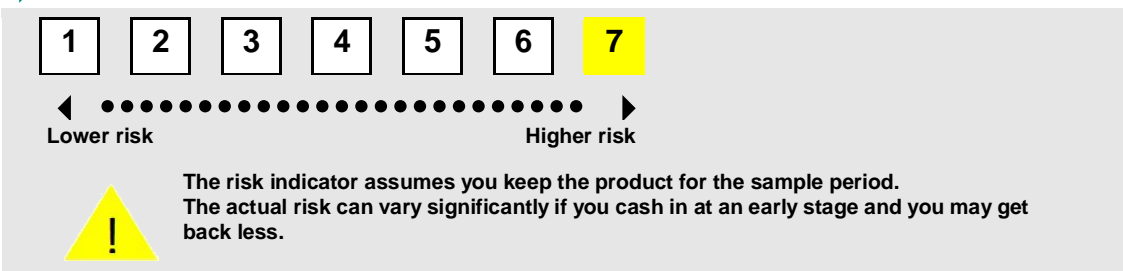 1 2 3 4 5 6 7
Lower risk Higher risk
The risk indicator assumes you keep the product for the sample period.
The actual risk can vary significantly if you cash in at an early stage and you may get
back less.
!